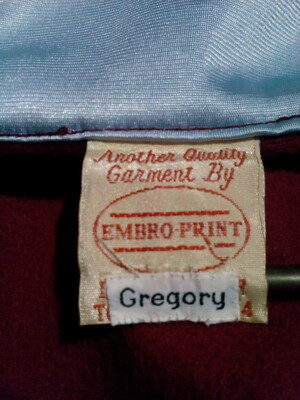 Another Quality
Garment By
EMBRO-PRINT
Gregory